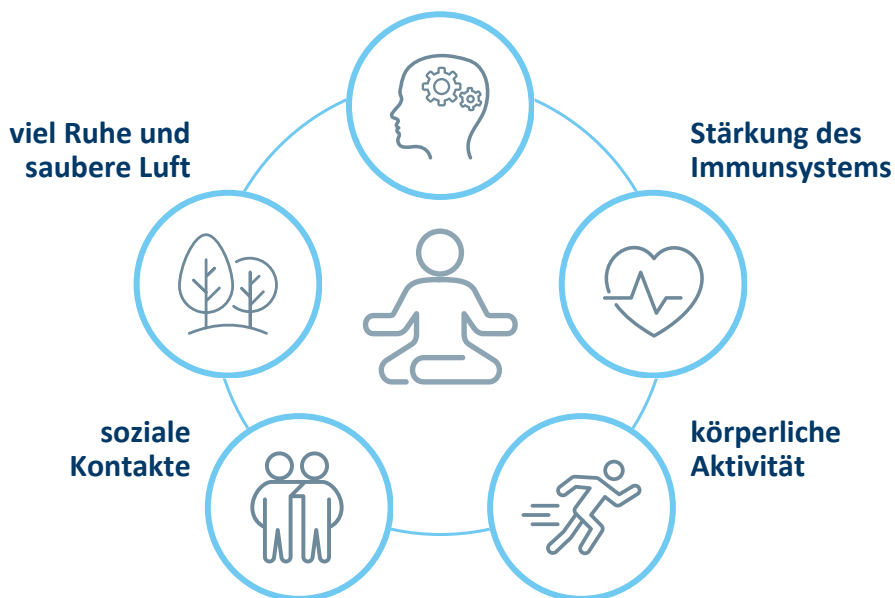 viel Ruhe und
saubere Luft
Stärkung des
Immunsystems
soziale
Kontakte
körperliche
Aktivität